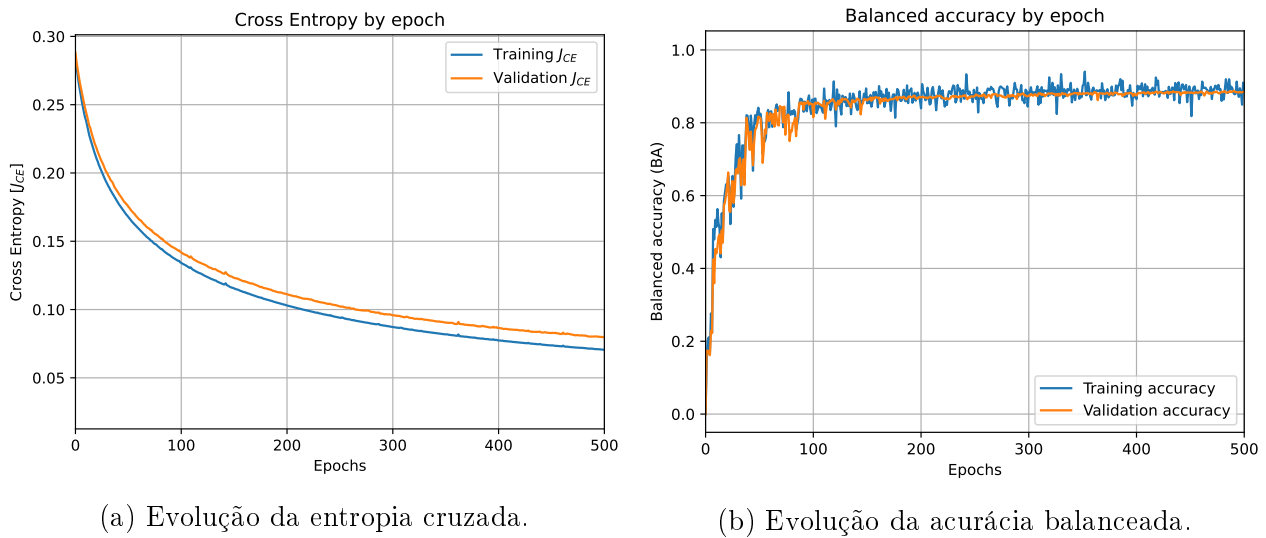 Cross Entropy by epoch
0.30
0.25
0.20
0.15
0.10
0.05
Cross Entropy [J_CE]
Training J_CE
Validation J_CE
0 100 200 300 400 500
Epochs
(a) Evolução da entropia cruzada.
Balanced accuracy by epoch
1.0
0.8
0.6
0.4
0.2
0.0
Balanced accuracy (BA)
Training accuracy
Validation accuracy
0 100 200 300 400 500
Epochs
(b) Evolução da acurácia balanceada.